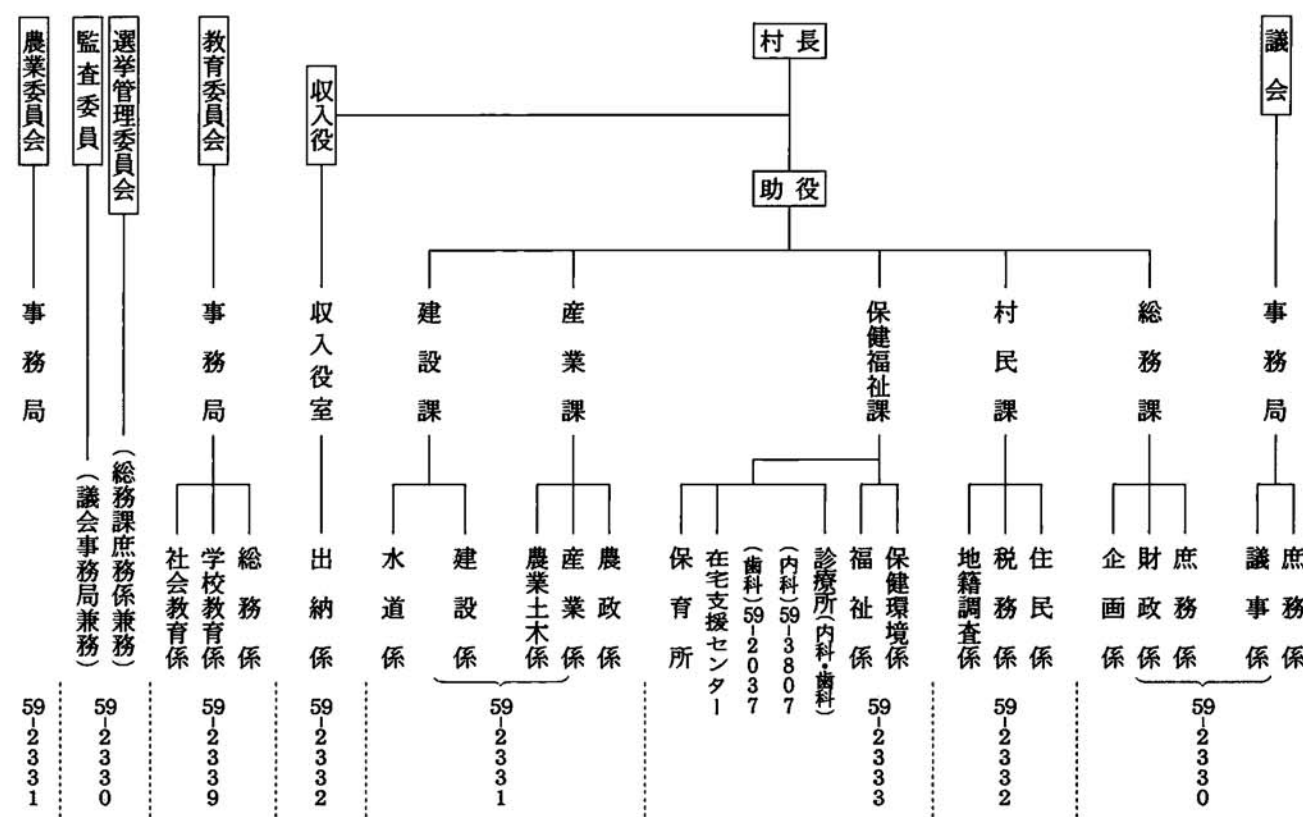 議会
事務局
庶務係
議事係
村長
助役
総務課
庶務係
財政係
企画係
59-2330
村民課
住民係
税務係
地籍調査係
59-2332
保健福祉課
保健環境係
福祉係
59-2333
診療所(内科・歯科)
(内科)59-3807
(歯科)59-2037
在宅支援センター
保育所
産業課
農政係
産業係
農業土木係
建設課
建設係
水道係
59-2331
収入役
収入役室
出納係
59-2332
教育委員会
事務局
総務係
学校教育係
社会教育係
59-2339
選挙管理委員会
(総務課庶務係兼務)
監査委員
(議会事務局兼務)
59-2330
農業委員会
事務局
59-2331